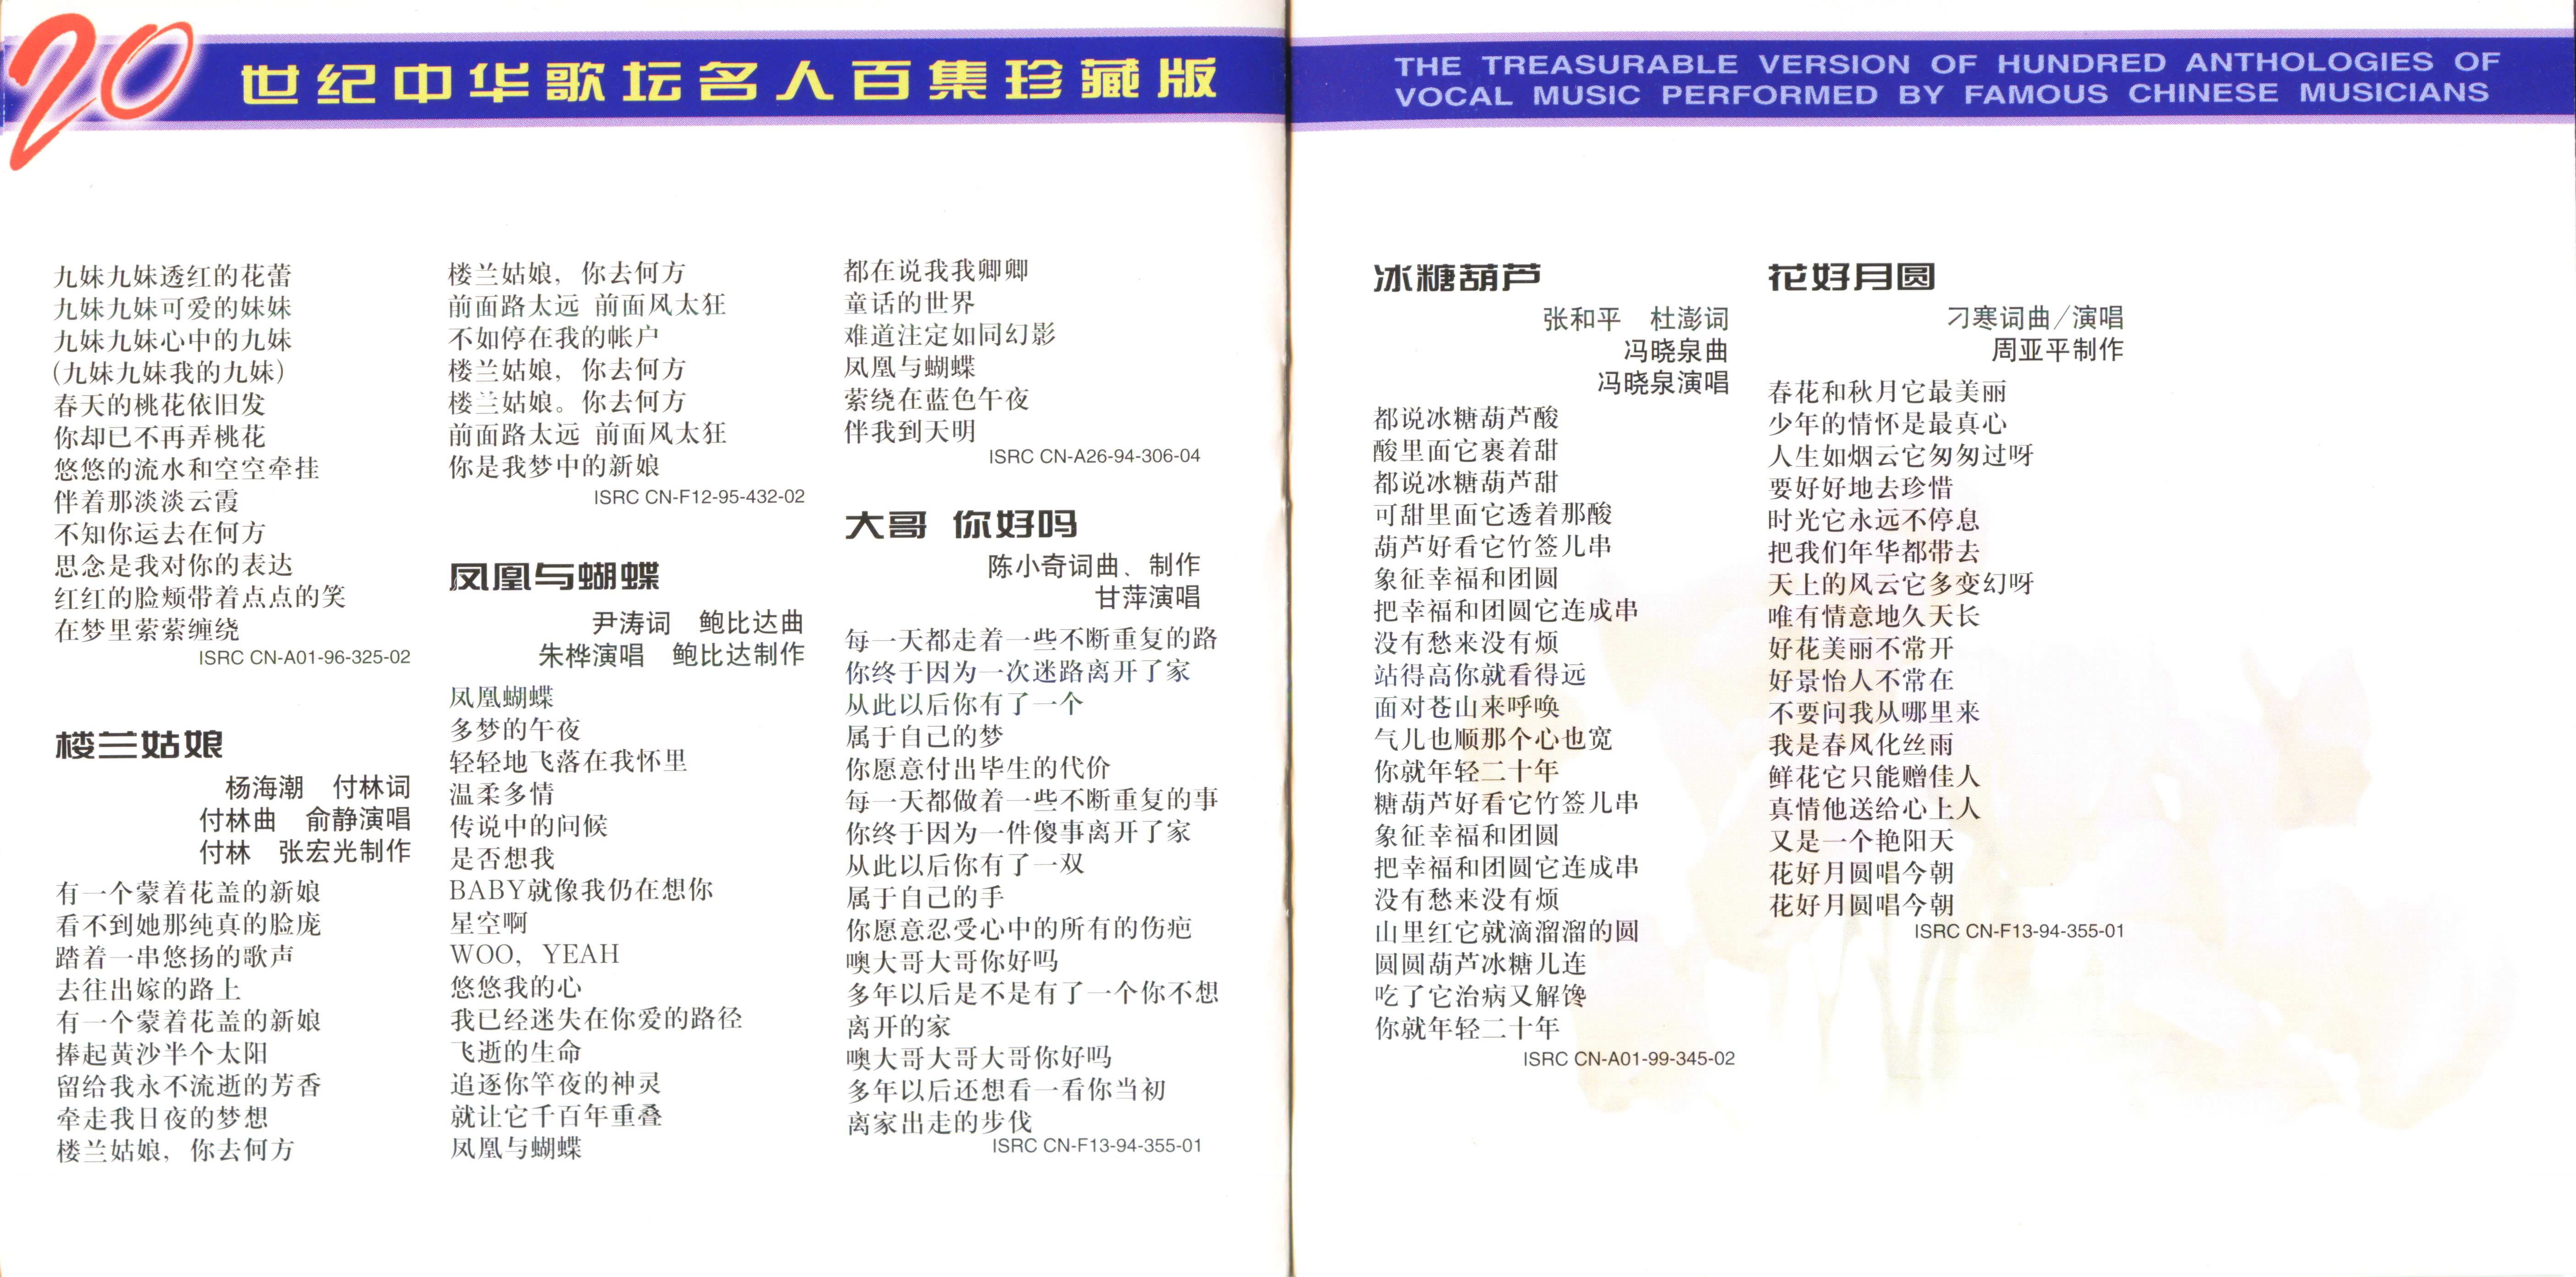 20世纪中华歌坛名人百集珍藏版
九妹九妹透红的花蕾
九妹九妹可爱的妹妹
九妹九妹心中的九妹
(九妹九妹我的九妹)
春天的桃花依旧发
你却已不再弄桃花
悠悠的流水和空空牵挂
伴着那淡淡云霞
不知你运去在何方
思念是我对你的表达
红红的脸颊带着点点的笑
在梦里萦萦缠绕
ISRC CN-A01-96-325-02
楼兰姑娘
杨海潮 付林词
付林曲 俞静演唱
付林 张宏光制作
有一个蒙着花盖的新娘
看不到她那纯真的脸庞
踏着一串悠扬的歌声
去往出嫁的路上
有一个蒙着花盖的新娘
捧起黄沙半个太阳
留给我永不流逝的芳香
牵走我日夜的梦想
楼兰姑娘，你去何方
楼兰姑娘，你去何方
前面路太远 前面风太狂
不如停在我的帐户
楼兰姑娘，你去何方
楼兰姑娘。你去何方
前面路太远 前面风太狂
你是我梦中的新娘
ISRC CN-F12-95-432-02
凤凰与蝴蝶
尹涛词 鲍比达曲
朱桦演唱 鲍比达制作
凤凰蝴蝶
多梦的午夜
轻轻地飞落在我怀里
温柔多情
传说中的问候
是否想我
BABY就像我仍在想你
星空啊
WOO，YEAH
悠悠我的心
我已经迷失在你爱的路径
飞逝的生命
追逐你竿夜的神灵
就让它千百年重叠
凤凰与蝴蝶
都在说我我卿卿
童话的世界
难道注定如同幻影
凤凰与蝴蝶
萦绕在蓝色午夜
伴我到天明
ISRC CN-A26-94-306-04
大哥 你好吗
陈小奇词曲、制作
甘萍演唱
每一天都走着一些不断重复的路
你终于因为一次迷路离开了家
从此以后你有了一个
属于自己的梦
你愿意付出毕生的代价
每一天都做着一些不断重复的事
你终于因为一件傻事离开了家
从此以后你有了一双
属于自己的手
你愿意忍受心中的所有的伤疤
噢大哥大哥你好吗
多年以后是不是有了一个你不想
离开的家
噢大哥大哥大哥你好吗
多年以后还想看一看你当初
离家出走的步伐
ISRC CN-F13-94-355-01
THE TREASURABLE VERSION OF HUNDRED ANTHOLOGIES OF
VOCAL MUSIC PERFORMED BY FAMOUS CHINESE MUSICIANS
冰糖葫芦
张和平 杜澎词
冯晓泉曲
冯晓泉演唱
都说冰糖葫芦酸
酸里面它裹着甜
都说冰糖葫芦甜
可甜里面它透着那酸
葫芦好看它竹签儿串
象征幸福和团圆
把幸福和团圆它连成串
没有愁来没有烦
站得高你就看得远
面对苍山来呼唤
气儿也顺那个心也宽
你就年轻二十年
糖葫芦好看它竹签儿串
象征幸福和团圆
把幸福和团圆它连成串
没有愁来没有烦
山里红它就滴溜溜的圆
圆圆葫芦冰糖儿连
吃了它治病又解馋
你就年轻二十年
ISRC CN-A01-99-345-02
花好月圆
刁寒词曲/演唱
周亚平制作
春花和秋月它最美丽
少年的情怀是最真心
人生如烟云它匆匆过呀
要好好地去珍惜
时光它永远不停息
把我们年华都带去
天上的风云它多变幻呀
唯有情意地久天长
好花美丽不常开
好景怡人不常在
不要问我从哪里来
我是春风化丝雨
鲜花它只能赠佳人
真情他送给心上人
又是一个艳阳天
花好月圆唱今朝
花好月圆唱今朝
ISRC CN-F13-94-355-01